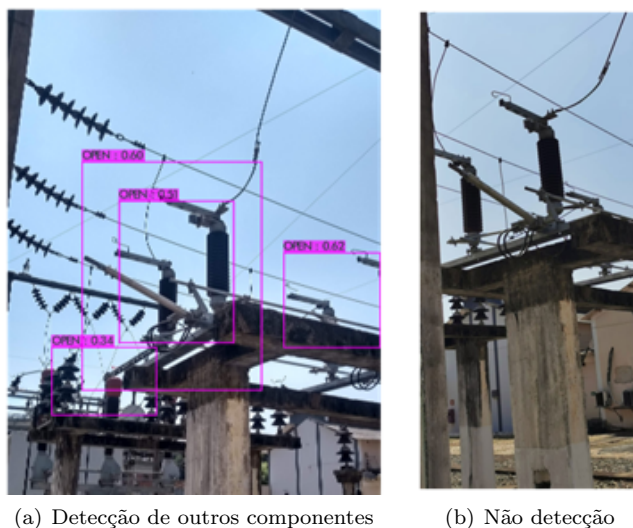 OPEN : 0.60
OPEN : 0.51
OPEN : 0.62
OPEN : 0.34
(a) Detecção de outros componentes
(b) Não detecção